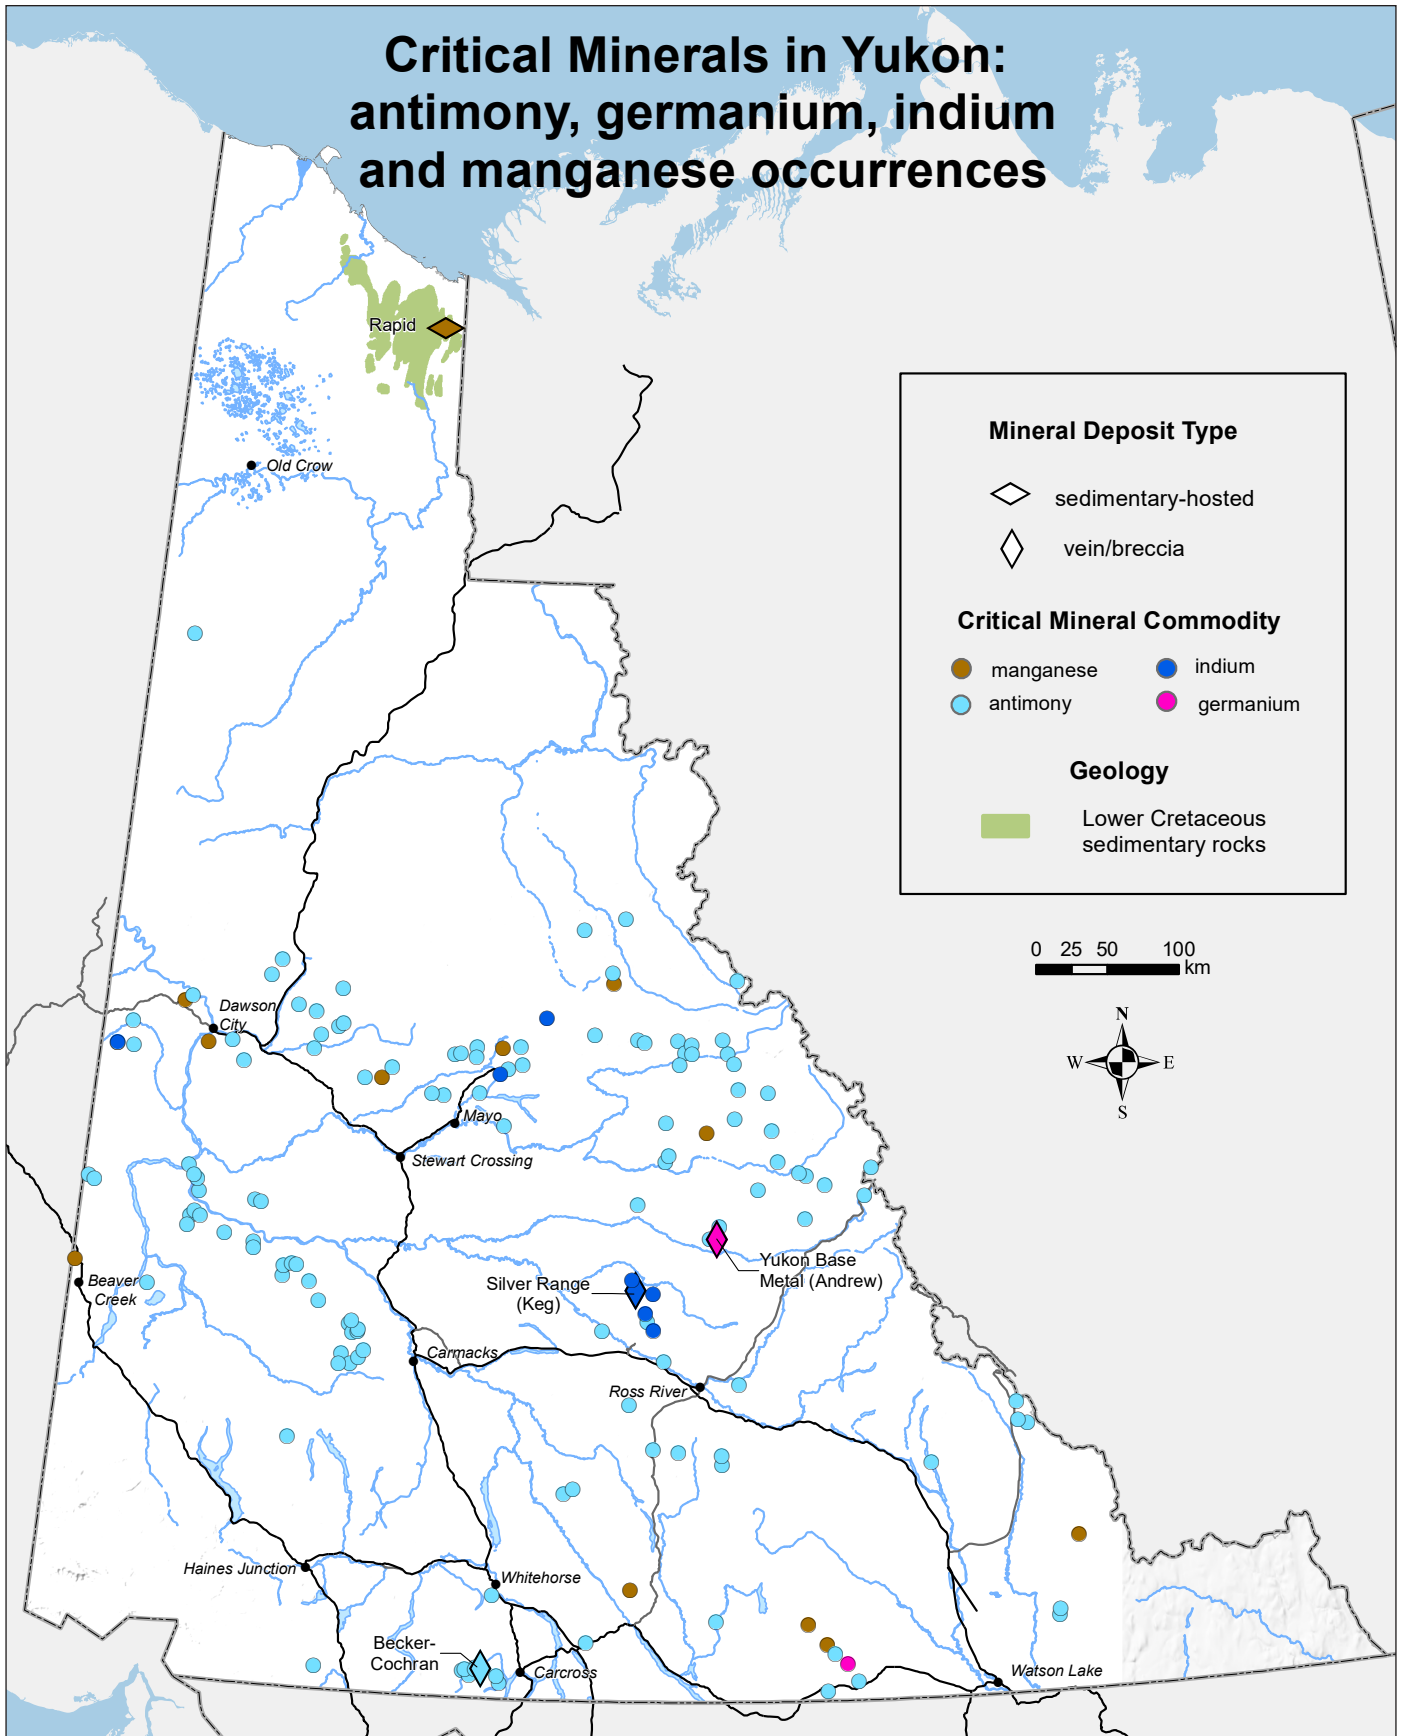 Critical Minerals in Yukon:
antimony, germanium, indium
and manganese occurrences
Rapid
Old Crow
Mineral Deposit Type
sedimentary-hosted
vein/breccia
Critical Mineral Commodity
manganese
indium
antimony
germanium
Geology
Lower Cretaceous
sedimentary rocks
0 25 50 100
km
N
W E
S
Dawson
City
Mayo
Stewart Crossing
Beaver
Creek
Yukon Base
Metal (Andrew)
Silver Range
(Keg)
Carmacks
Ross River
Haines Junction
Whitehorse
Becker-
Cochran
Carcross
Watson Lake